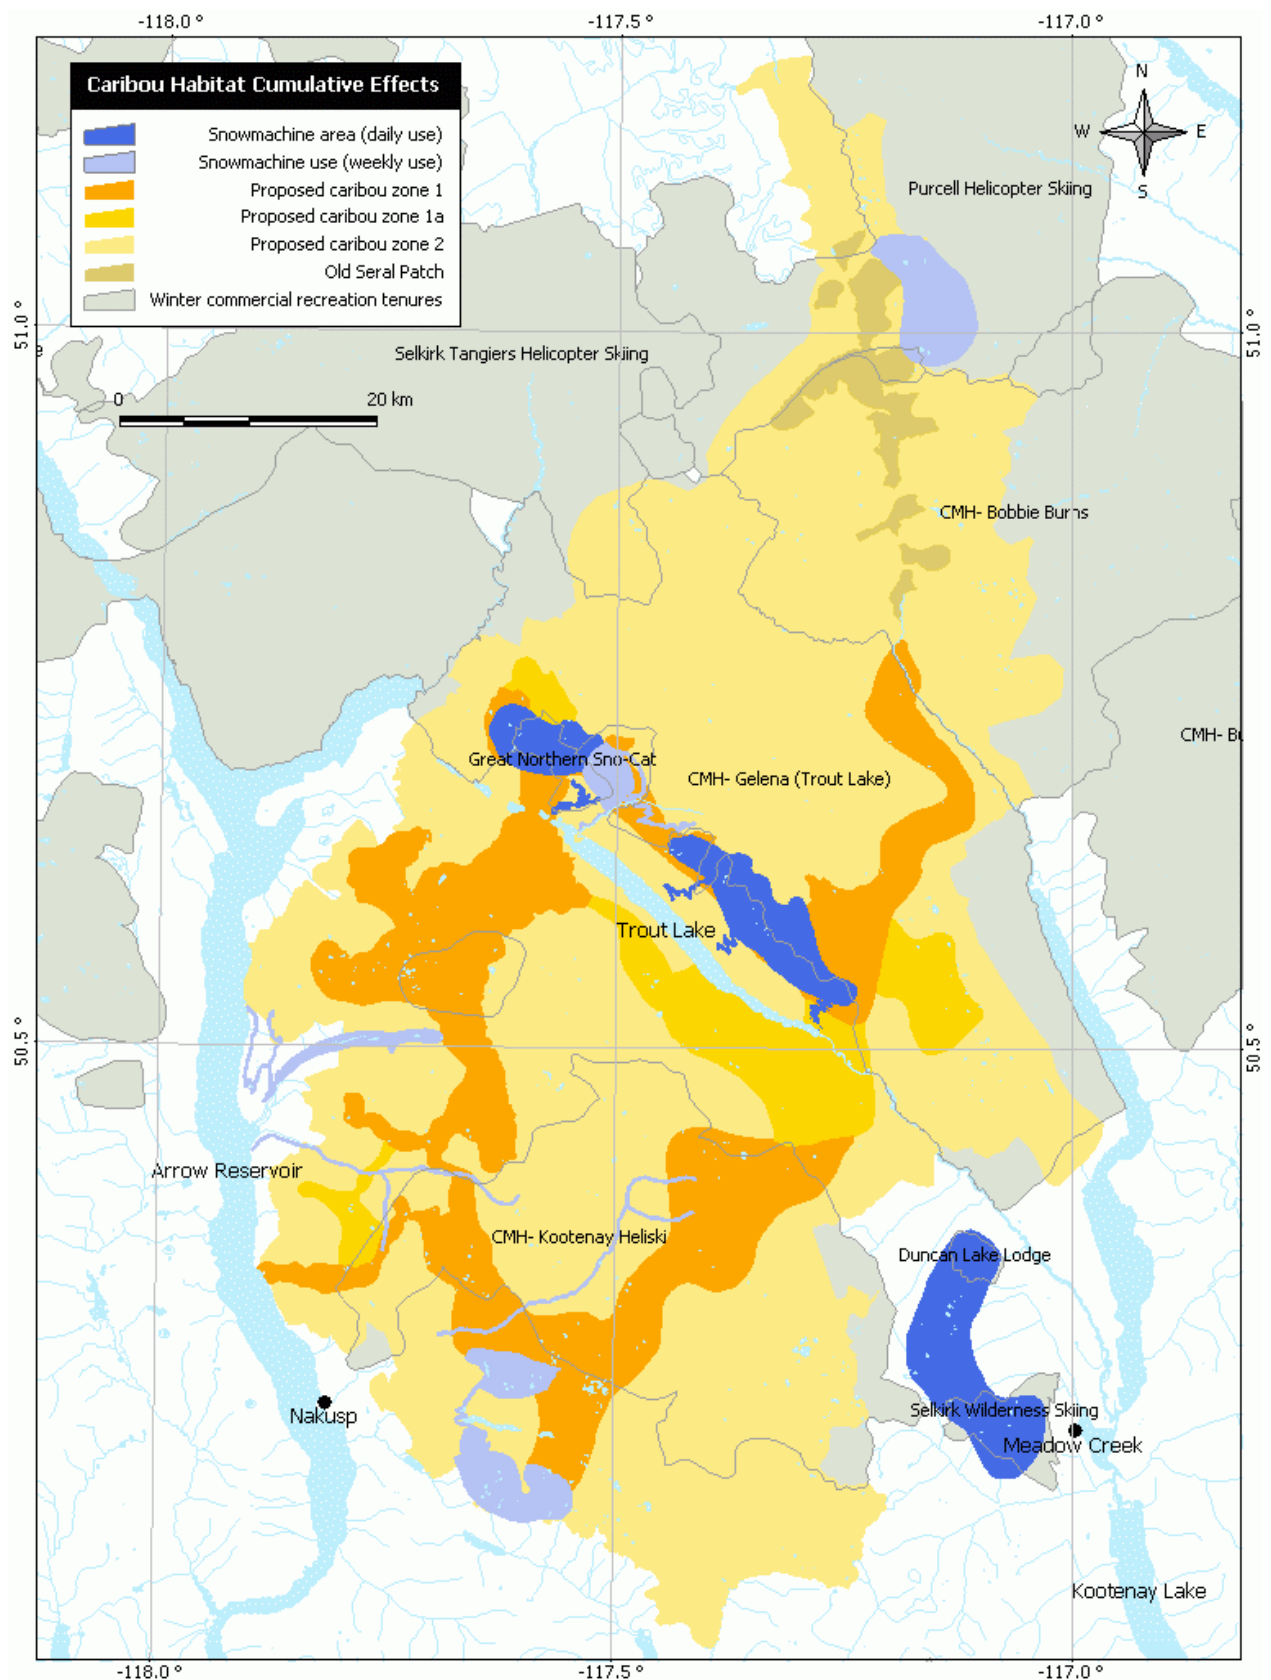 -118.0 °
-117.5 °
-117.0 °
Caribou Habitat Cumulative Effects
Snowmachine area (daily use)
Snowmachine use (weekly use)
Proposed caribou zone 1
Proposed caribou zone 1a
Proposed caribou zone 2
Old Seral Patch
Winter commercial recreation tenures
N
W
E
S
Purcell Helicopter Skiing
51.0 °
51.0 °
e
Selkirk Tangiers Helicopter Skiing
0
20 km
CMH- Bobbie Burns
CMH- Bu
Great Northern Sno-Cat
CMH- Gelena (Trout Lake)
Trout Lake
50.5 °
50.5 °
Arrow Reservoir
CMH- Kootenay Heliski
Duncan Lake Lodge
Nakusp
Selkirk Wilderness Skiing
Meadow Creek
Kootenay Lake
-118.0 °
-117.5 °
-117.0 °